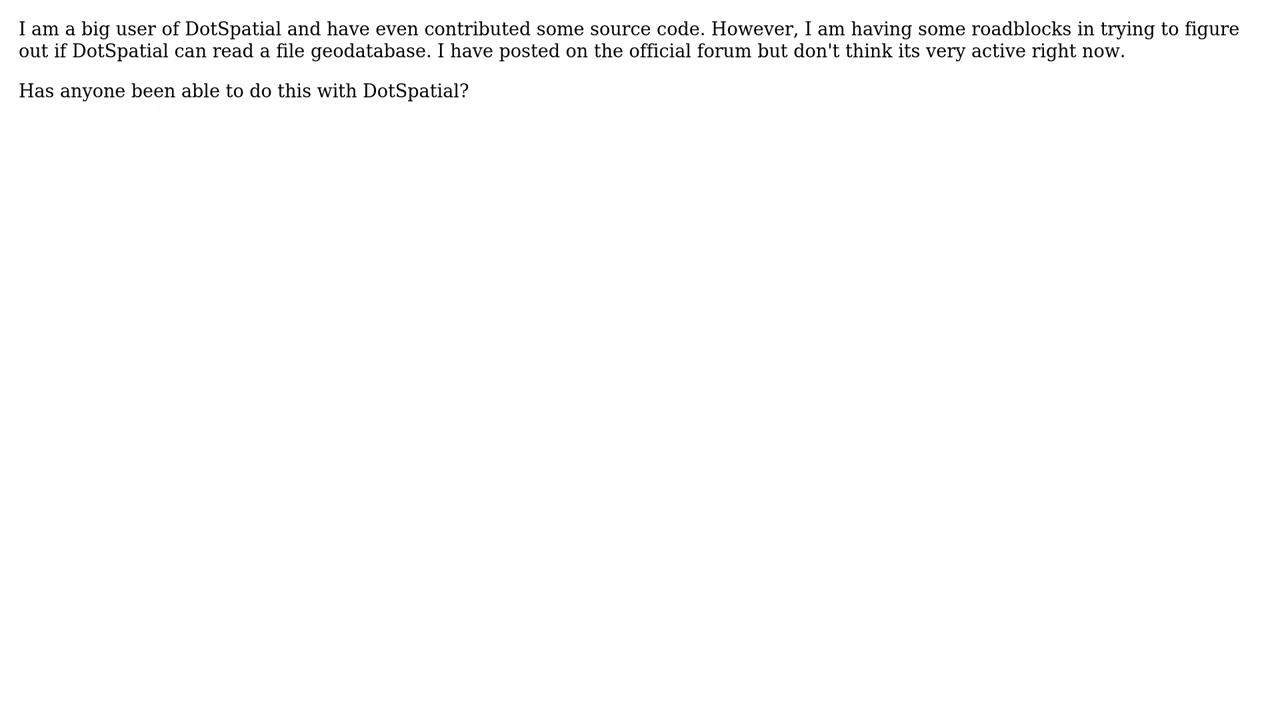 I am a big user of DotSpatial and have even contributed some source code. However, I am having some roadblocks in trying to figure
out if DotSpatial can read a file geodatabase. I have posted on the official forum but don't think its very active right now.
Has anyone been able to do this with DotSpatial?